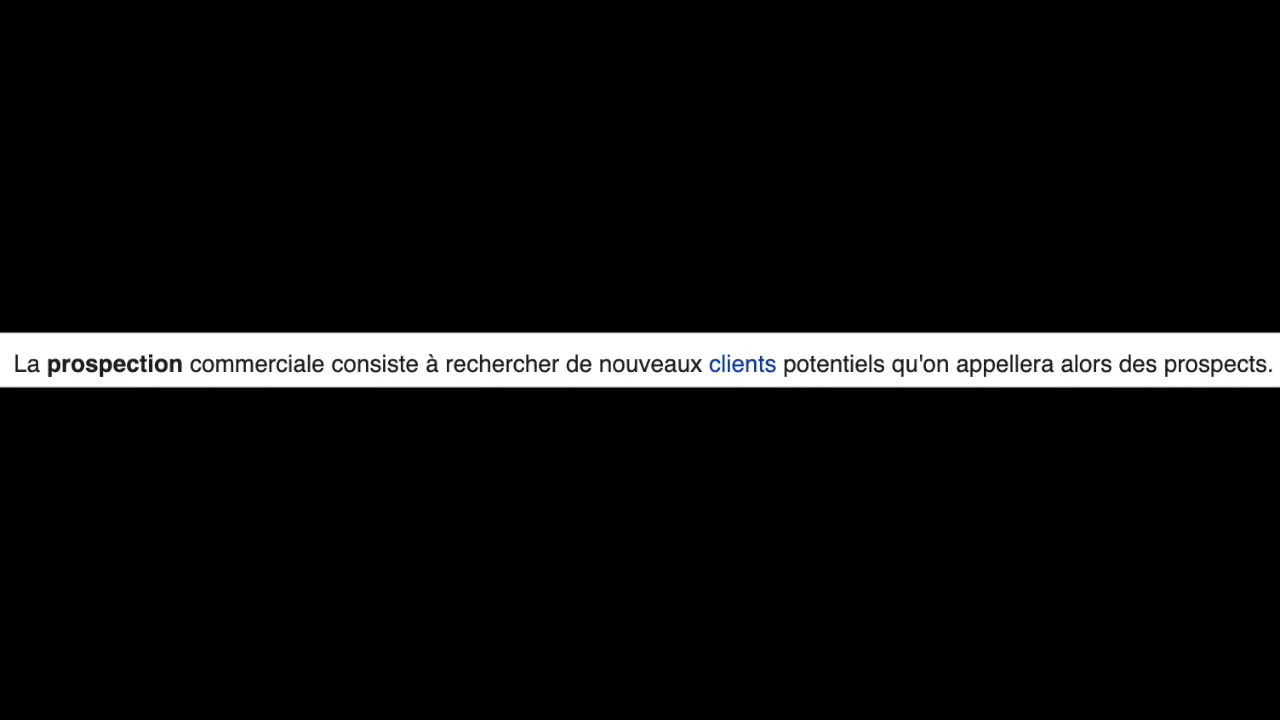 La prospection commerciale consiste à rechercher de nouveaux clients potentiels qu'on appellera alors des prospects.